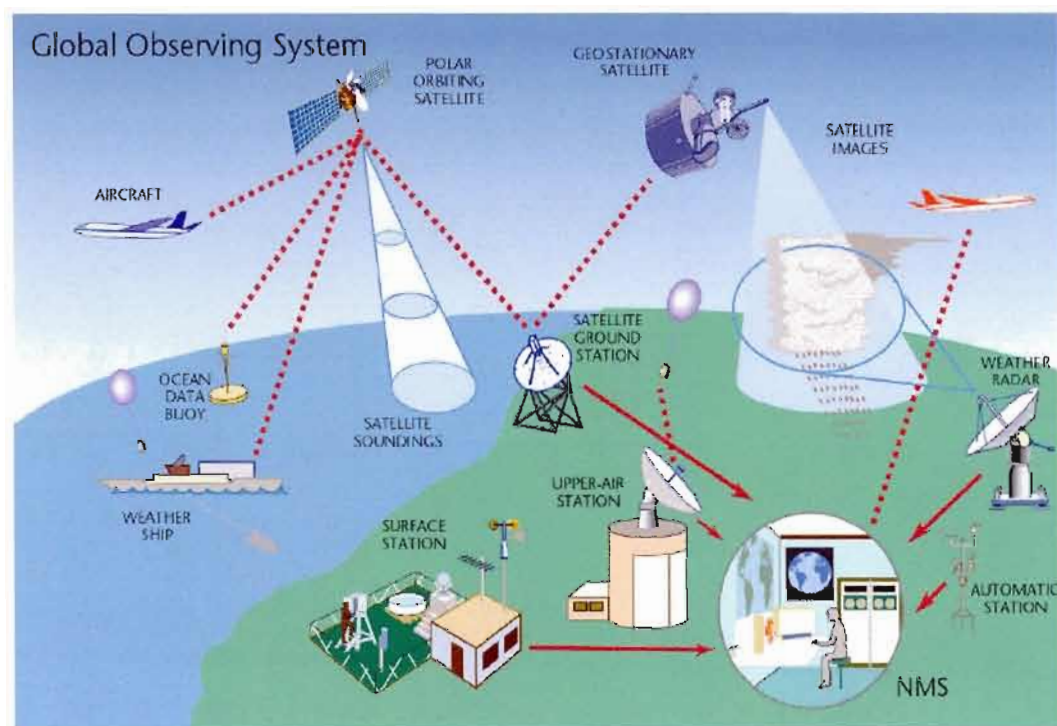 Global Observing System
POLAR
ORBITING
SATELLITE
GEOSTATIONARY
SATELLITE
SATELLITE
IMAGES
AIRCRAFT
SATELLITE
GROUND
STATION
WEATHER
RADAR
OCEAN
DATA
BUOY
SATELLITE
SOUNDINGS
UPPER-AIR
STATION
WEATHER
SHIP
SURFACE
STATION
AUTOMATIC
STATION
NMS